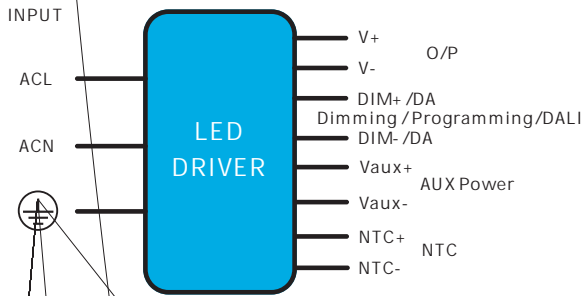 INPUT
ACL
ACN
LED
DRIVER
V+
O/P
V-
DIM+/DA
Dimming/Programming/DALI
DIM-/DA
Vaux+
AUX Power
Vaux-
NTC+
NTC
NTC-